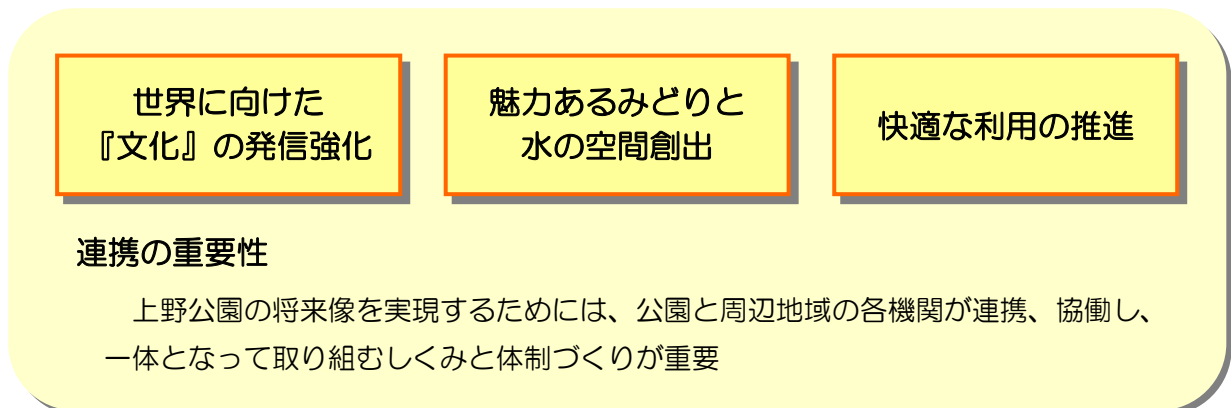 世界に向けた
『文化』の発信強化
魅力あるみどりと
水の空間創出
快適な利用の推進
連携の重要性
上野公園の将来像を実現するためには、公園と周辺地域の各機関が連携、協働し、
一体となって取り組むしくみと体制づくりが重要